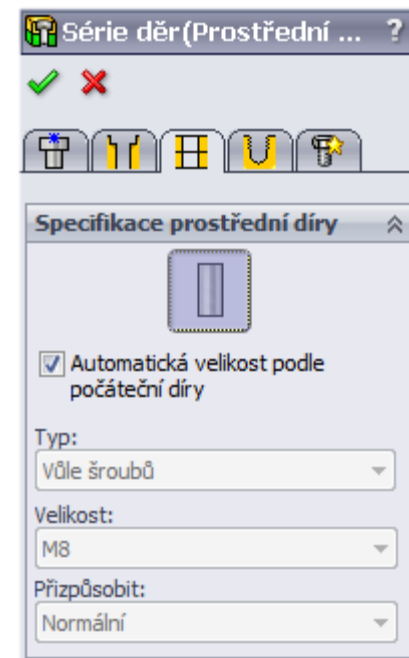 Série děr(Prostřední ... ?
Specifikace prostřední díry
Automatická velikost podle
počáteční díry
Typ:
Vůle šroubů
Velikost:
M8
Přizpůsobit:
Normální